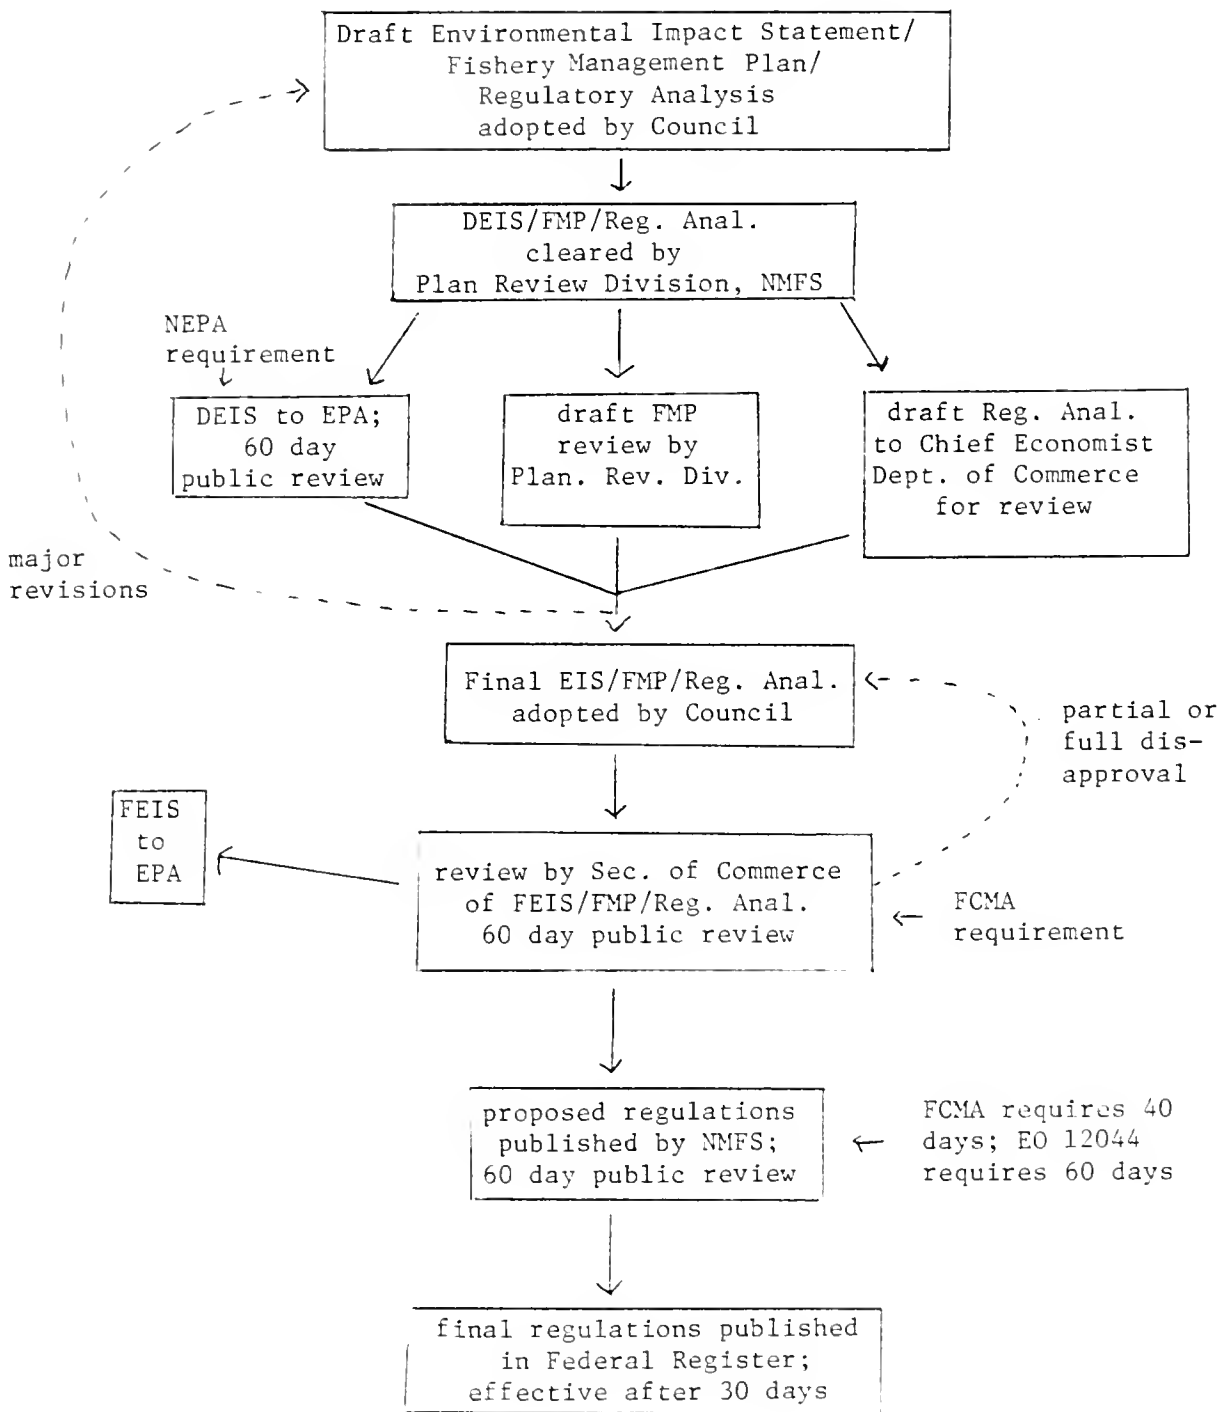 Draft Environmental Impact Statement/
Fishery Management Plan/
Regulatory Analysis
adopted by Council
DEIS/FMP/Reg. Anal.
cleared by
Plan Review Division, NMFS
NEPA
requirement
DEIS to EPA;
60 day
public review
draft FMP
review by
Plan. Rev. Div.
draft Reg. Anal.
to Chief Economist
Dept. of Commerce
for review
major
revisions
Final EIS/FMP/Reg. Anal.
adopted by Council
partial or
full dis-
approval
FEIS
to
EPA
review by Sec. of Commerce
of FEIS/FMP/Reg. Anal.
60 day public review
FCMA
requirement
proposed regulations
published by NMFS;
60 day public review
FCMA requires 40
days; EO 12044
requires 60 days
final regulations published
in Federal Register;
effective after 30 days